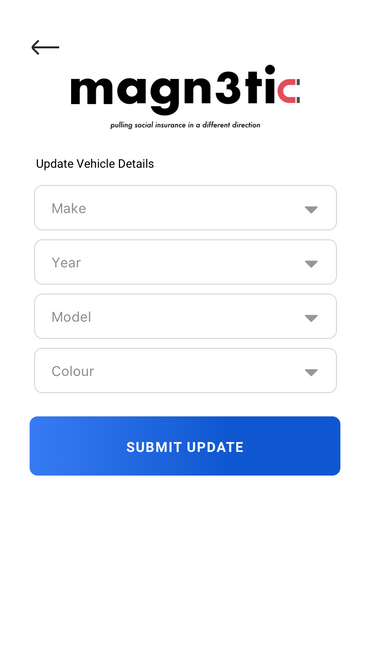 magn3tic
pulling social insurance in a different direction
Update Vehicle Details
Make
Year
Model
Colour
SUBMIT UPDATE